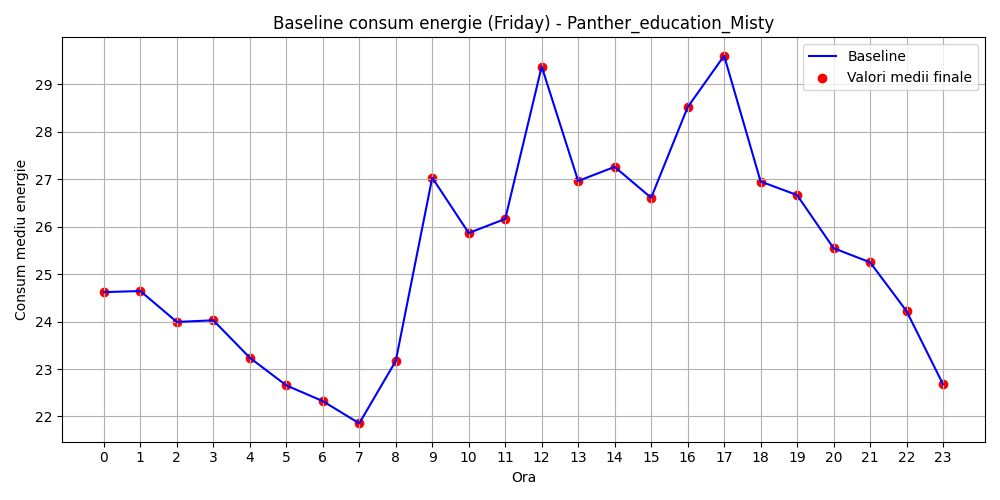 Baseline consum energie (Friday) - Panther_education_Misty
Baseline
Valori medii finale
Consum mediu energie
29
28
27
26
25
24
23
22
0 1 2 3 4 5 6 7 8 9 10 11 12 13 14 15 16 17 18 19 20 21 22 23
Ora